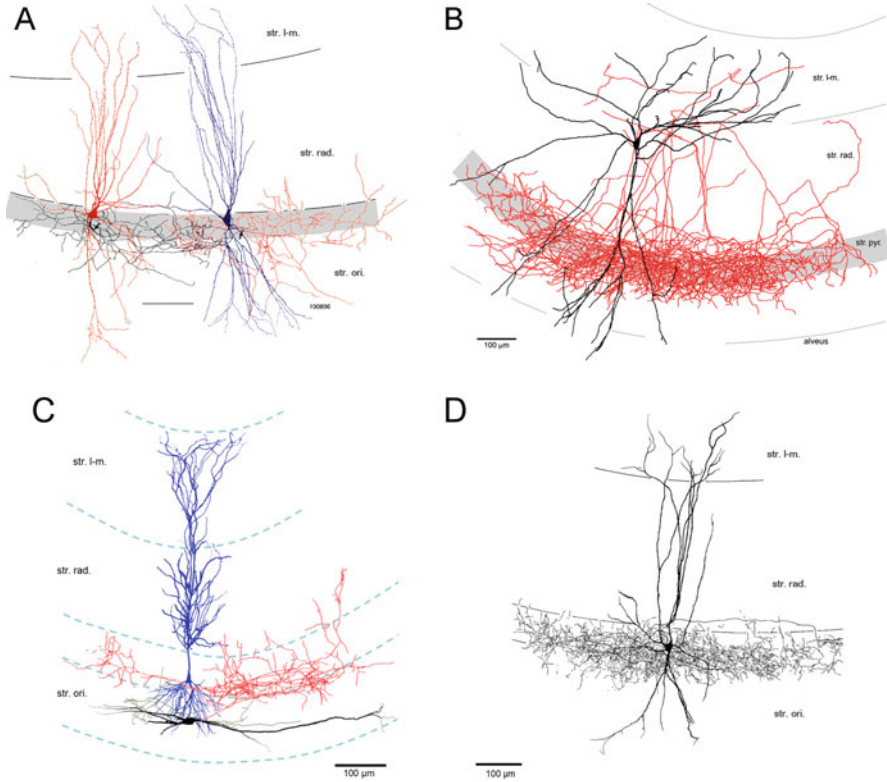 A
str. l-m.
str. rad.
str. ori.
190896
B
str. l-m.
str. rad.
str. pyr.
100 µm
alveus
C
str. l-m.
str. rad.
str. ori.
100 µm
D
str. l-m.
str. rad.
str. ori.
100 µm